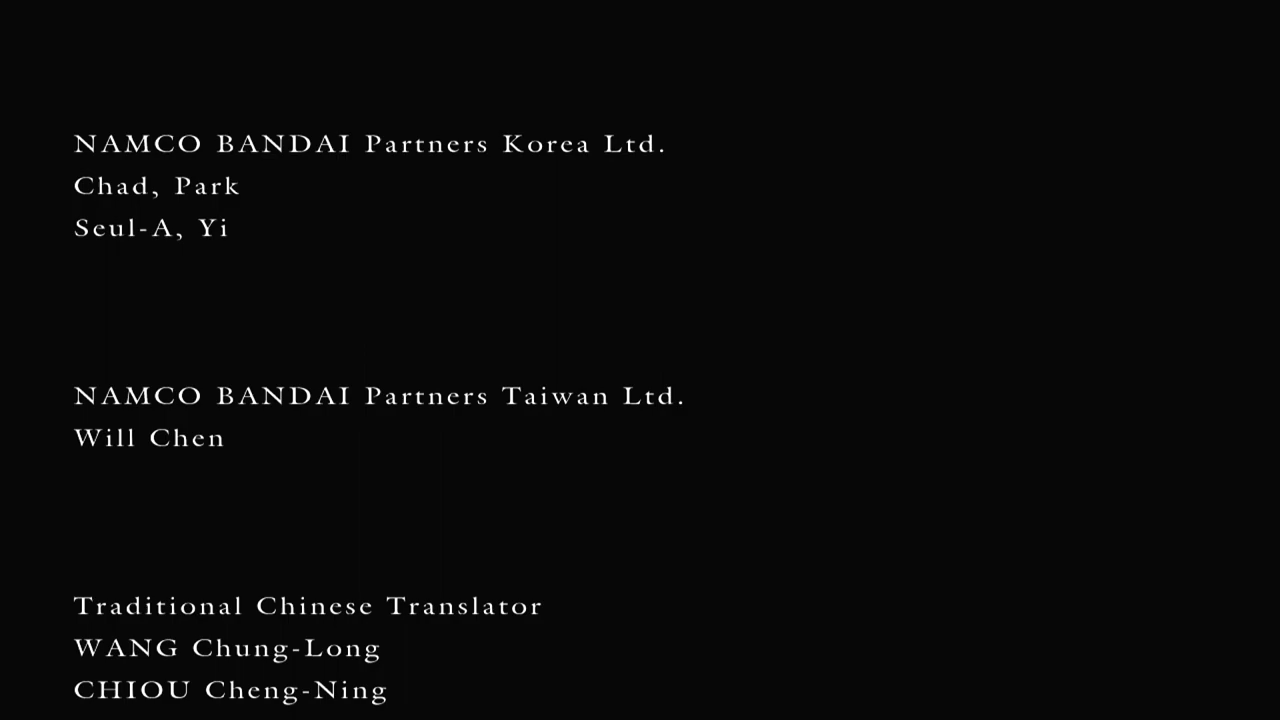 NAMCO BANDAI Partners Korea Ltd.
Chad, Park
Seul-A, Yi
NAMCO BANDAI Partners Taiwan Ltd.
Will Chen
Traditional Chinese Translator
WANG Chung-Long
CHIOU Cheng-Ning